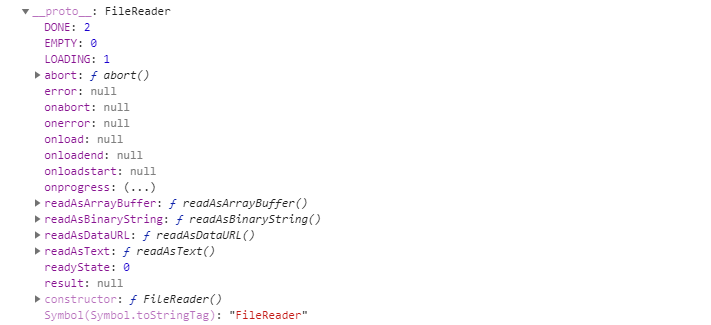 __proto__: FileReader
DONE: 2
EMPTY: 0
LOADING: 1
abort: ƒ abort()
error: null
onabort: null
onerror: null
onload: null
onloadend: null
onloadstart: null
onprogress: (...)
readAsArrayBuffer: ƒ readAsArrayBuffer()
readAsBinaryString: ƒ readAsBinaryString()
readAsDataURL: ƒ readAsDataURL()
readAsText: ƒ readAsText()
readyState: 0
result: null
constructor: ƒ FileReader()
Symbol(Symbol.toStringTag): "FileReader"